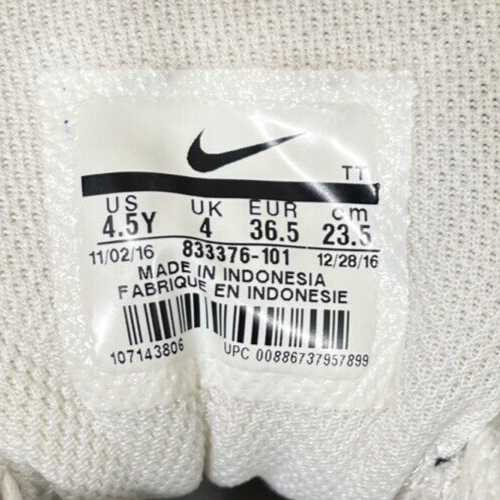 TT
US UK EUR cm
4.5Y 4 36.5 23.5
11/02/16 833376-101 12/28/16
MADE IN INDONESIA
FABRIQUE EN INDONESIE
107143806 UPC 00886737957899